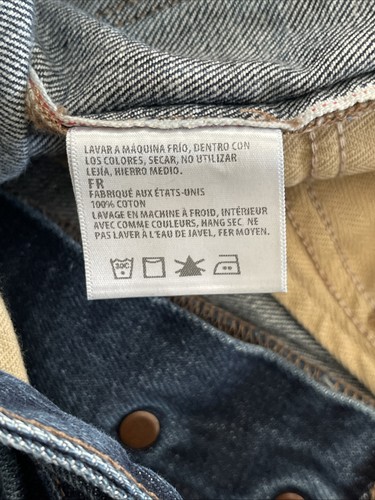 LAVAR A MÁQUINA FRÍO, DENTRO CON
LOS COLORES, SECAR, NO UTILIZAR
LEJÍA, HIERRO MEDIO.
FR
FABRIQUÉ AUX ÉTATS-UNIS
100% COTON
LAVAGE EN MACHINE À FROID, INTÉRIEUR
AVEC COMME COULEURS, HANG SEC. NE
PAS LAVER À L'EAU DE JAVEL, FER MOYEN.
30C